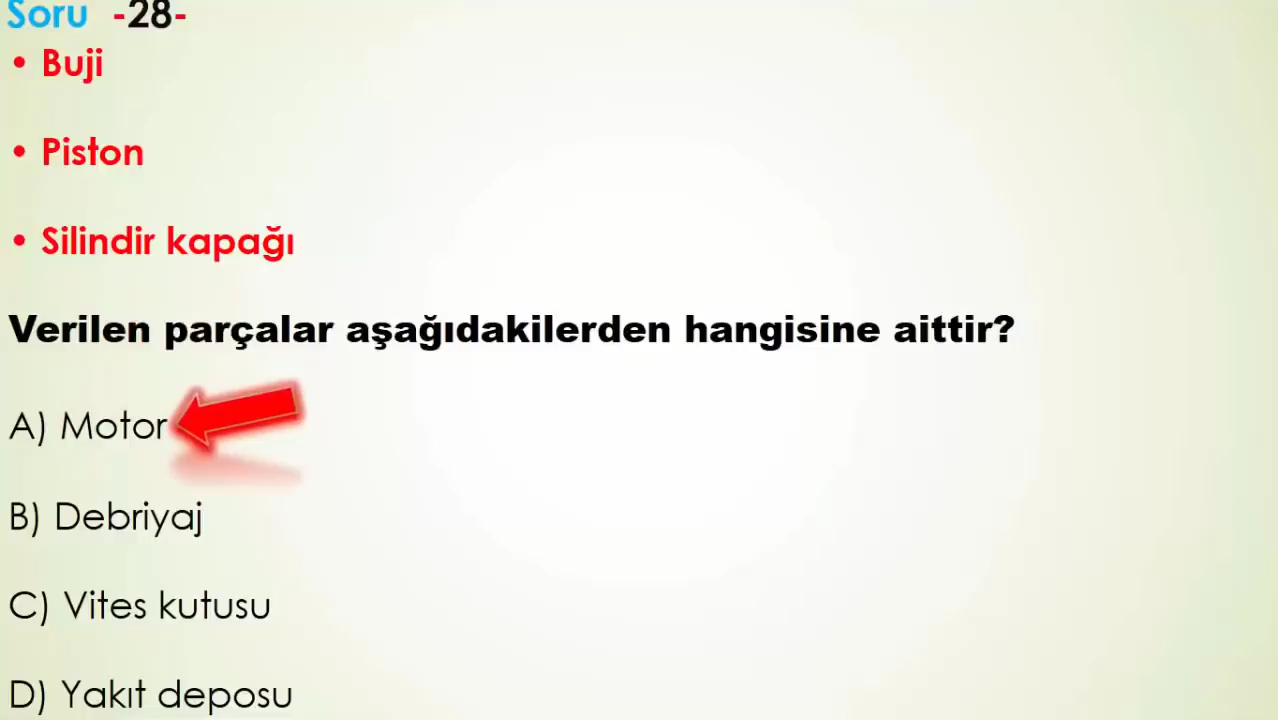 Soru -28-
• Buji
• Piston
• Silindir kapağı
Verilen parçalar aşağıdakilerden hangisine aittir?
A) Motor
B) Debriyaj
C) Vites kutusu
D) Yakıt deposu